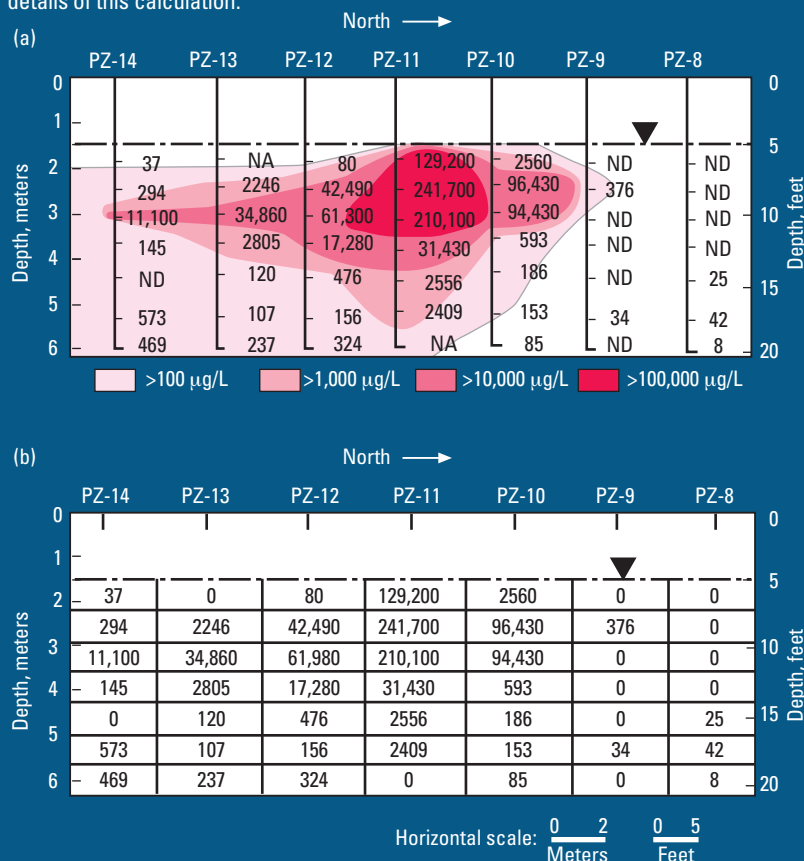 details of this calculation.
North
(a)
PZ-14 PZ-13 PZ-12 PZ-11 PZ-10 PZ-9 PZ-8
0 0
1
5
37 NA 80 129,200 2560 ND ND
2
294 2246 42,490 241,700 96,430 376 ND
3 11,100 34,860 61,300 210,100 94,430 ND ND 10
145 2805 17,280 31,430 593 ND ND
4
ND 120 476 2556 186 ND 25
15
5
573 107 156 2409 153 34 42
6 469 237 324 NA 85 ND 8 20
Depth, meters
Depth, feet
>100 µg/L >1,000 µg/L >10,000 µg/L >100,000 µg/L
(b)
North
PZ-14 PZ-13 PZ-12 PZ-11 PZ-10 PZ-9 PZ-8
0 0
1
5
2 37 0 80 129,200 2560 0 0
294 2246 42,490 241,700 96,430 376 0
3 10
11,100 34,860 61,980 210,100 94,430 0 0
4 145 2805 17,280 31,430 593 0 0
0 120 476 2556 186 0 25 15
5
573 107 156 2409 153 34 42
6 469 237 324 0 85 0 8 20
Depth, meters
Depth, feet
0 2 0 5
Horizontal scale:
Meters Feet